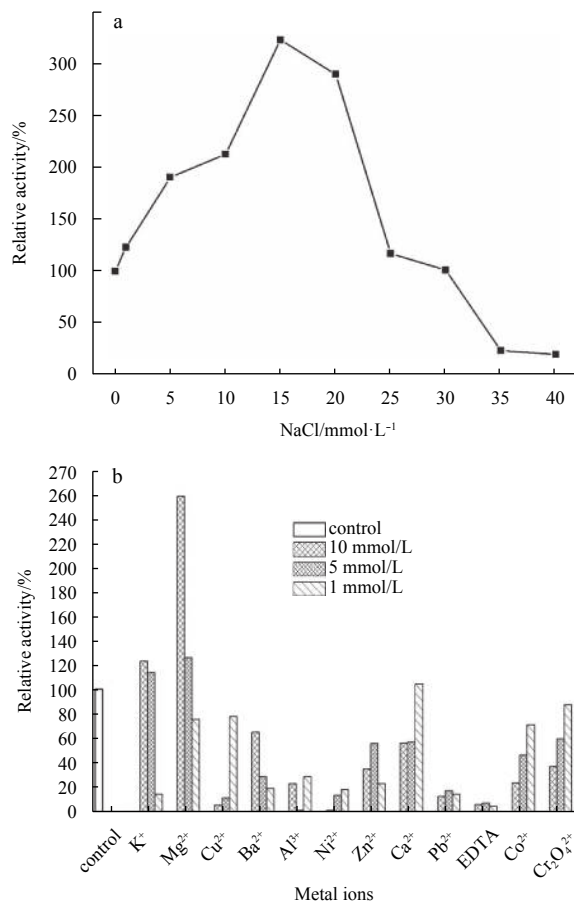 a
300
250
200
150
100
50
0
Relative activity/%
0 5 10 15 20 25 30 35 40
NaCl/mmol·L⁻¹
b
270
260
240
220
200
180
160
140
120
100
80
60
40
20
0
Relative activity/%
control
10 mmol/L
5 mmol/L
1 mmol/L
control K⁺ Mg²⁺ Cu²⁺ Ba²⁺ Al³⁺ Ni²⁺ Zn²⁺ Ca²⁺ Pb²⁺ EDTA Co²⁺ Cr₂O₄²⁺
Metal ions